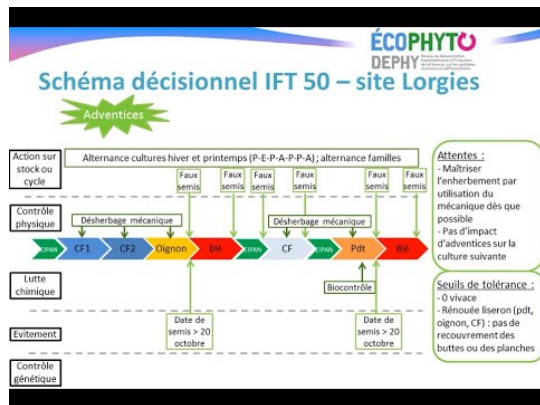 ÉCOPHYTO
DEPHY
Schéma décisionnel IFT 50 – site Lorgies
Adventices
Action sur
stock ou
cycle
Alternance cultures hiver et printemps (P-E-P-A-P-P-A) ; alternance familles
Faux
semis
Faux
semis
Faux
semis
Faux
semis
Faux
semis
Faux
semis
Contrôle
physique
Désherbage mécanique
Désherbage mécanique
CIPAN
CF1
CF2
Oignon
Blé
CIPAN
CF
CIPAN
Pdt
Blé
Lutte
chimique
Biocontrôle
Evitement
Date de
semis > 20
octobre
Date de
semis > 20
octobre
Contrôle
génétique
Attentes :
- Maîtriser
l'enherbement par
utilisation du
mécanique dès que
possible
- Pas d'impact
d'adventices sur la
culture suivante
Seuils de tolérance :
- 0 vivace
- Rénouée liseron (pdt,
oignon, CF) : pas de
recouvrement des
buttes ou des planches